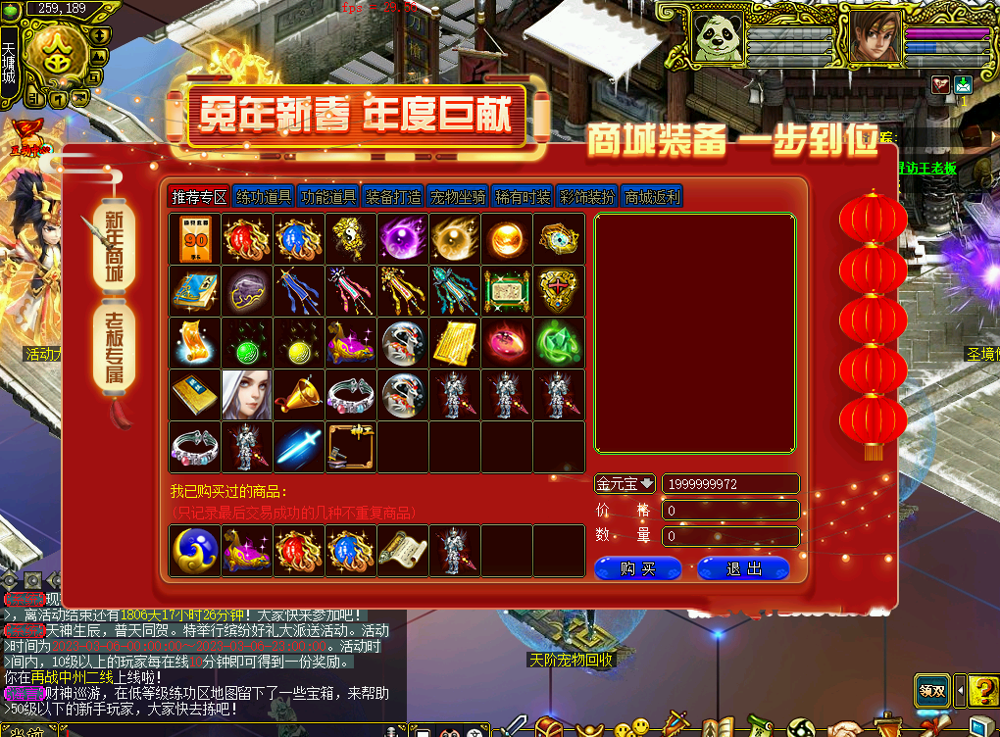 259,189
fps = 29.70
天墉城
兔年新春 年度巨献
商城装备 一步到位
踪:
寻访王老板
新年商城
老板专属
推荐专区 练功道具 功能道具 装备打造 宠物坐骑 稀有时装 彩饰装扮 商城返利
90
活动大
圣境使
我已购买过的商品:
(只记录最后交易成功的几种不重复商品)
金元宝 1999999972
价 格 0
数 量 0
购 买 退 出
现
>，离活动结束还有1806天17小时26分钟！大家快来参加吧！
天神生辰，普天同贺。特举行缤纷好礼大派送活动。活动
>时间为
。活动时
>间内，10级以上的玩家每在线10分钟即可得到一份奖励。
你在再战中州二线上线啦！
财神巡游，在低等级练功区地图留下了一些宝箱，来帮助
>50级以下的新手玩家，大家快去拣吧！
天阶宠物回收
领双
当前